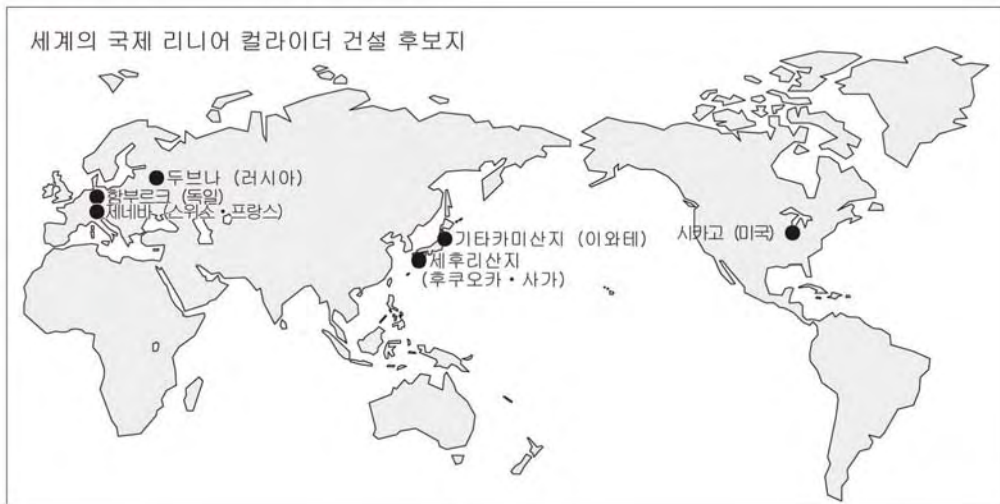 세계의 국제 리니어 컬라이더 건설 후보지
두브나 (러시아)
함부르크 (독일)
제네바 (스위스・프랑스)
기타카미산지 (이와테)
시카고 (미국)
세후리산지
(후쿠오카・사가)